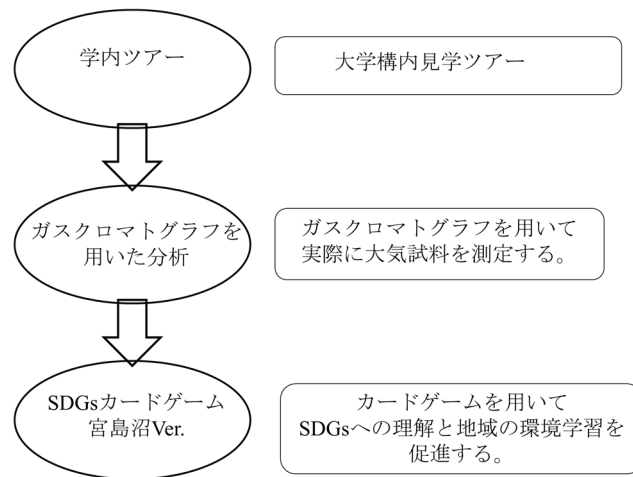 学内ツアー
大学構内見学ツアー
ガスクロマトグラフを
用いた分析
ガスクロマトグラフを用いて
実際に大気試料を測定する。
SDGsカードゲーム
宮島沼Ver.
カードゲームを用いて
SDGsへの理解と地域の環境学習を
促進する。